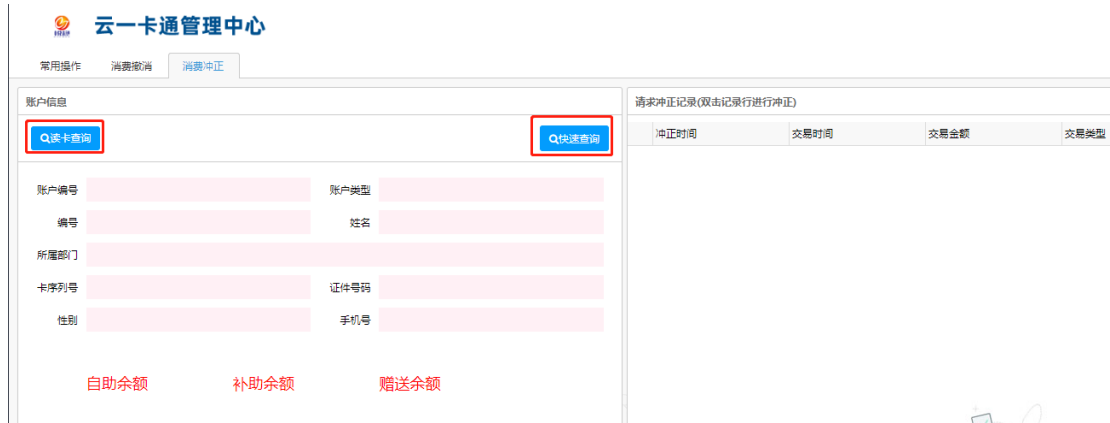 云一卡通管理中心
常用操作 消费撤消 消费冲正
账户信息
读卡查询 快速查询
账户编号 账户类型
编号 姓名
所属部门
卡序列号 证件号码
性别 手机号
自助余额 补助余额 赠送余额
请求冲正记录(双击记录行进行冲正)
冲正时间 交易时间 交易金额 交易类型